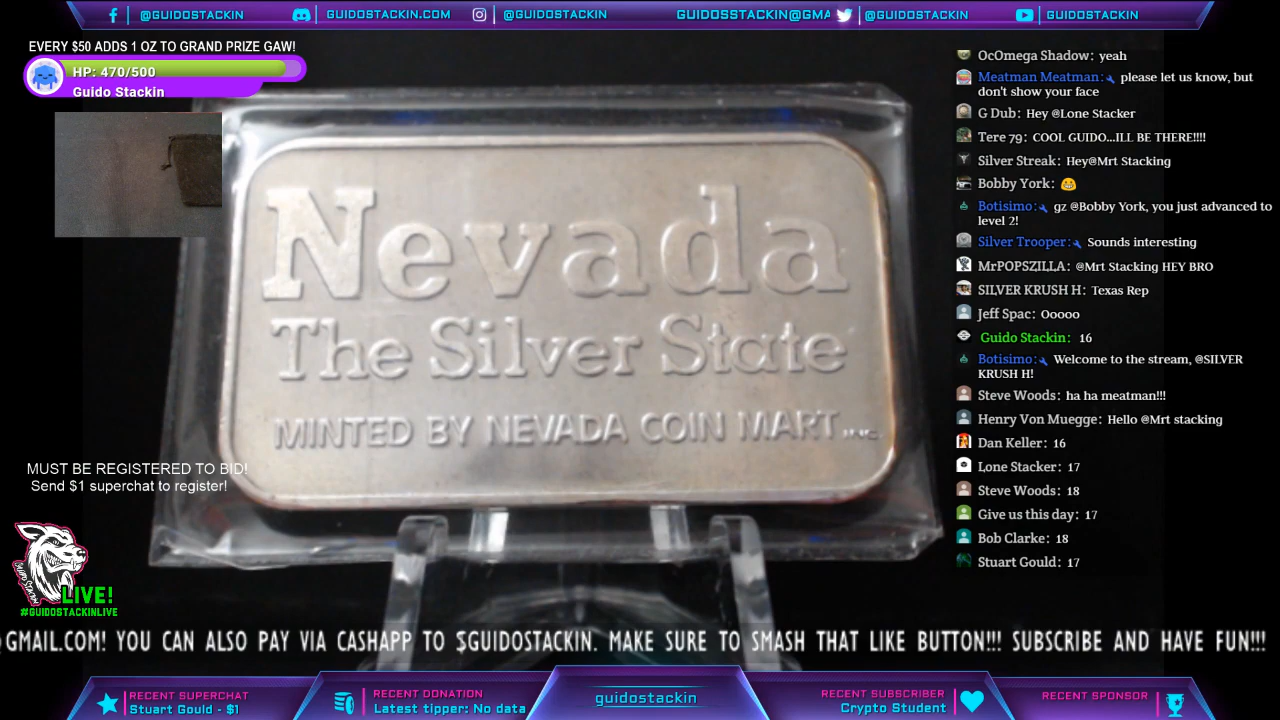 @GUIDOSTACKIN
GUIDOSTACKIN.COM
@GUIDOSTACKIN
GUIDOSSTACKIN@GMA
@GUIDOSTACKIN
GUIDOSTACKIN
EVERY $50 ADDS 1 OZ TO GRAND PRIZE GAW!
HP: 470/500
Guido Stackin
Nevada
The Silver State
MINTED BY NEVADA COIN MART, INC.
MUST BE REGISTERED TO BID!
Send $1 superchat to register!
GUIDO STACKIN
LIVE!
#GUIDOSTACKINLIVE
OcOmega Shadow: yeah
Meatman Meatman: please let us know, but
don't show your face
G Dub: Hey @Lone Stacker
Tere 79: COOL GUIDO...ILL BE THERE!!!!
Silver Streak: Hey@Mrt Stacking
Bobby York: 😁
Botisimo: gz @Bobby York, you just advanced to
level 2!
Silver Trooper: Sounds interesting
MrPOPSZILLA: @Mrt Stacking HEY BRO
SILVER KRUSH H: Texas Rep
Jeff Spac: Ooooo
Guido Stackin: 16
Botisimo: Welcome to the stream, @SILVER
KRUSH H!
Steve Woods: ha ha meatman!!!
Henry Von Muegge: Hello @Mrt stacking
Dan Keller: 16
Lone Stacker: 17
Steve Woods: 18
Give us this day: 17
Bob Clarke: 18
Stuart Gould: 17
GMAIL.COM! YOU CAN ALSO PAY VIA CASHAPP TO $GUIDOSTACKIN. MAKE SURE TO SMASH THAT LIKE BUTTON!!! SUBSCRIBE AND HAVE FUN!!!
RECENT SUPERCHAT
Stuart Gould - $1
RECENT DONATION
Latest tipper: No data
guidostackin
RECENT SUBSCRIBER
Crypto Student
RECENT SPONSOR